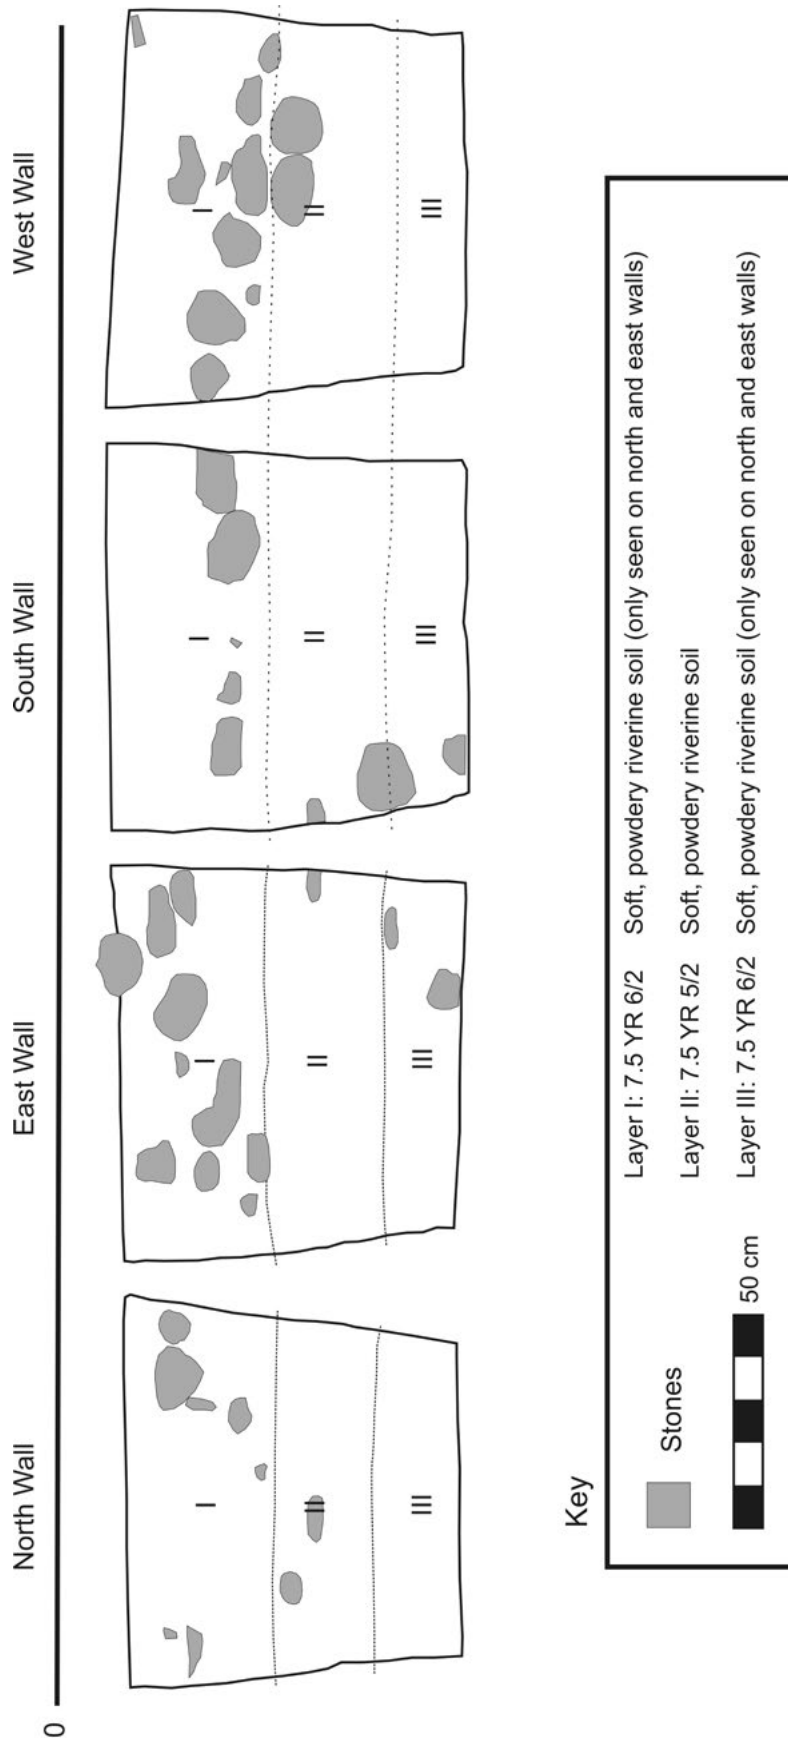 North Wall
East Wall
South Wall
West Wall
0
I
I
I
I
II
II
II
II
III
III
III
III
Key
Stones
50 cm
Layer I: 7.5 YR 6/2 Soft, powdery riverine soil (only seen on north and east walls)
Layer II: 7.5 YR 5/2 Soft, powdery riverine soil
Layer III: 7.5 YR 6/2 Soft, powdery riverine soil (only seen on north and east walls)